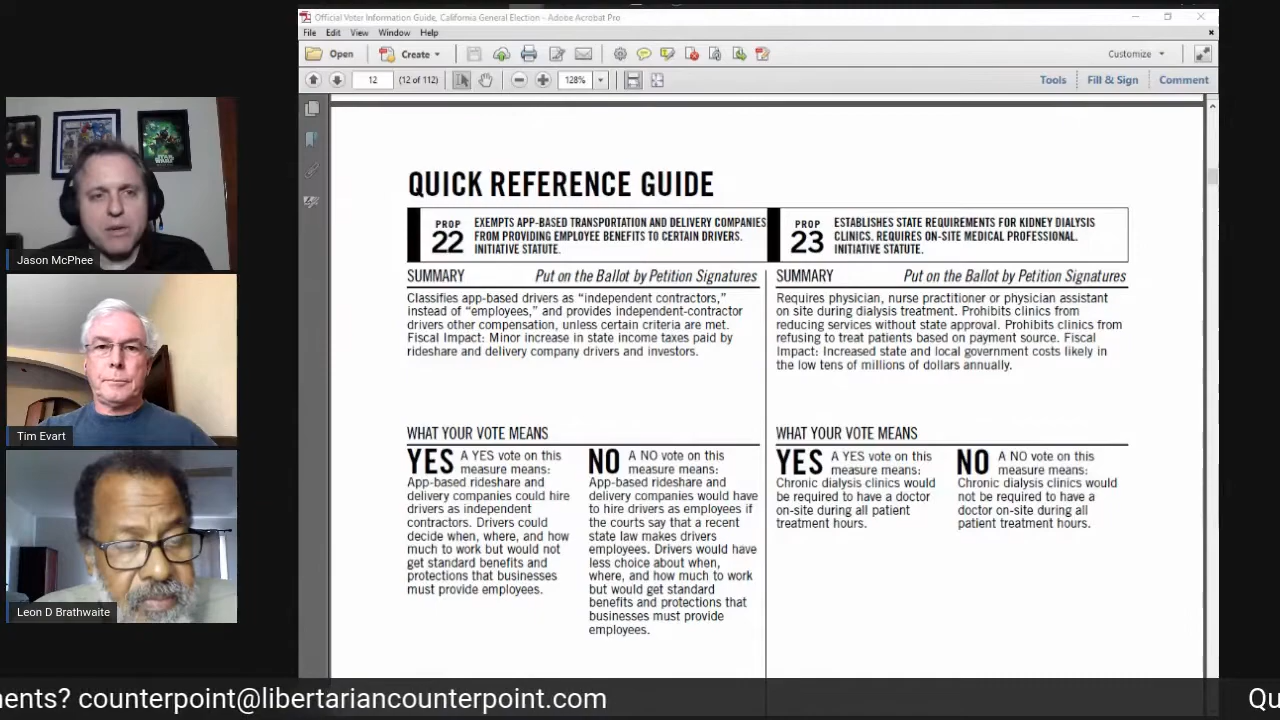 Official Voter Information Guide, California General Election - Adobe Acrobat Pro
File Edit View Window Help
Open Create Customize
12 (12 of 112) 128% Tools Fill & Sign Comment
QUICK REFERENCE GUIDE
PROP
22
EXEMPTS APP-BASED TRANSPORTATION AND DELIVERY COMPANIES
FROM PROVIDING EMPLOYEE BENEFITS TO CERTAIN DRIVERS.
INITIATIVE STATUTE.
SUMMARY Put on the Ballot by Petition Signatures
Classifies app-based drivers as “independent contractors,”
instead of “employees,” and provides independent-contractor
drivers other compensation, unless certain criteria are met.
Fiscal Impact: Minor increase in state income taxes paid by
rideshare and delivery company drivers and investors.
WHAT YOUR VOTE MEANS
YES A YES vote on this
measure means:
App-based rideshare and
delivery companies could hire
drivers as independent
contractors. Drivers could
decide when, where, and how
much to work but would not
get standard benefits and
protections that businesses
must provide employees.
NO A NO vote on this
measure means:
App-based rideshare and
delivery companies would have
to hire drivers as employees if
the courts say that a recent
state law makes drivers
employees. Drivers would have
less choice about when,
where, and how much to work
but would get standard
benefits and protections that
businesses must provide
employees.
PROP
23
ESTABLISHES STATE REQUIREMENTS FOR KIDNEY DIALYSIS
CLINICS. REQUIRES ON-SITE MEDICAL PROFESSIONAL.
INITIATIVE STATUTE.
SUMMARY Put on the Ballot by Petition Signatures
Requires physician, nurse practitioner or physician assistant
on site during dialysis treatment. Prohibits clinics from
reducing services without state approval. Prohibits clinics from
refusing to treat patients based on payment source. Fiscal
Impact: Increased state and local government costs likely in
the low tens of millions of dollars annually.
WHAT YOUR VOTE MEANS
YES A YES vote on this
measure means:
Chronic dialysis clinics would
be required to have a doctor
on-site during all patient
treatment hours.
NO A NO vote on this
measure means:
Chronic dialysis clinics would
not be required to have a
doctor on-site during all
patient treatment hours.
Jason McPhee
Tim Evart
Leon D Brathwaite
ments? counterpoint@libertariancounterpoint.com Qu